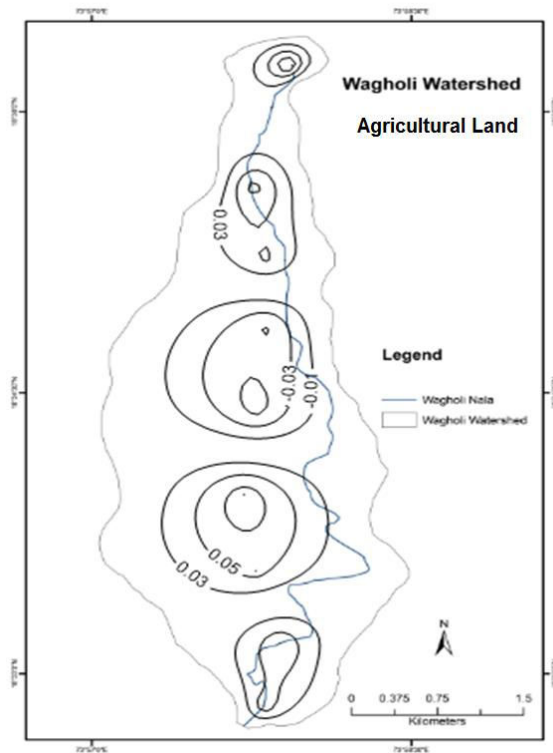 Wagholi Watershed
Agricultural Land
0.03
-0.03
-0.01
Legend
Wagholi Nala
Wagholi Watershed
0.05
0.03
N
0 0.375 0.75 1.5
Kilometers